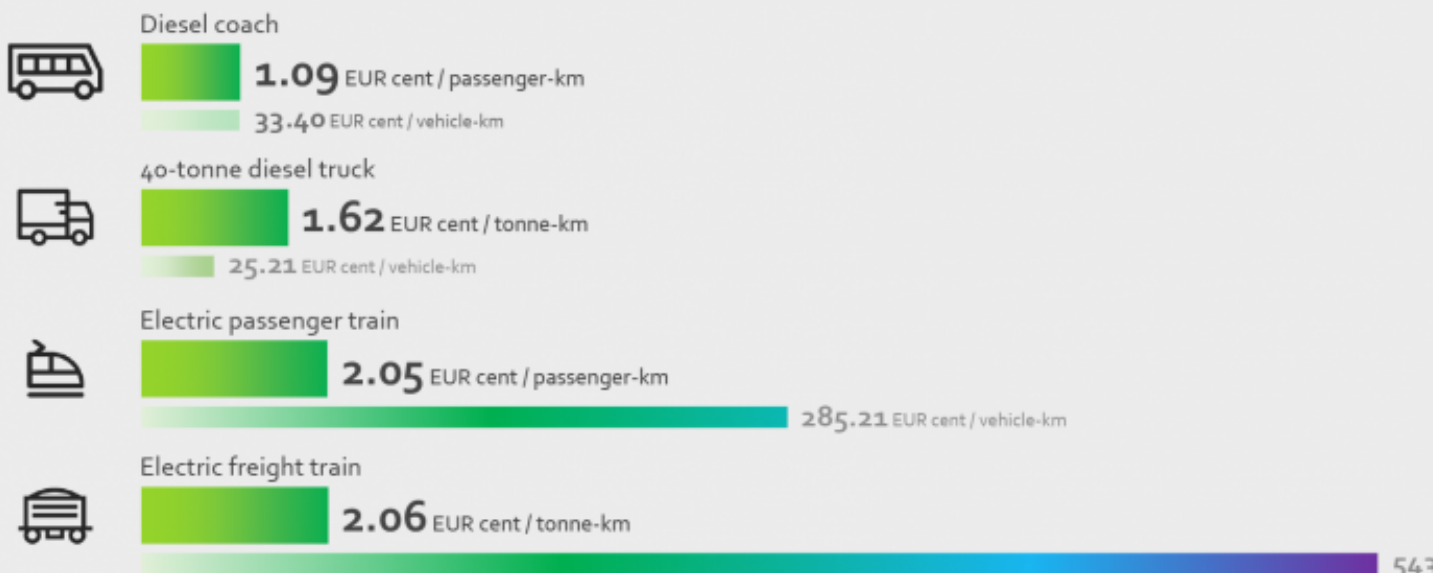 Diesel coach
1.09 EUR cent / passenger-km
33.40 EUR cent / vehicle-km
40-tonne diesel truck
1.62 EUR cent / tonne-km
25.21 EUR cent / vehicle-km
Electric passenger train
2.05 EUR cent / passenger-km
285.21 EUR cent / vehicle-km
Electric freight train
2.06 EUR cent / tonne-km